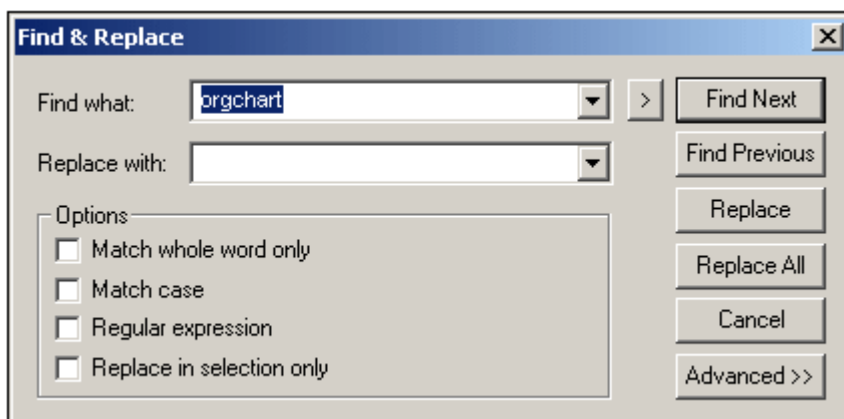 Find & Replace
Find what: orgchart > Find Next
Find Previous
Replace with:
Options
Replace
Match whole word only
Replace All
Match case
Regular expression
Cancel
Replace in selection only
Advanced >>